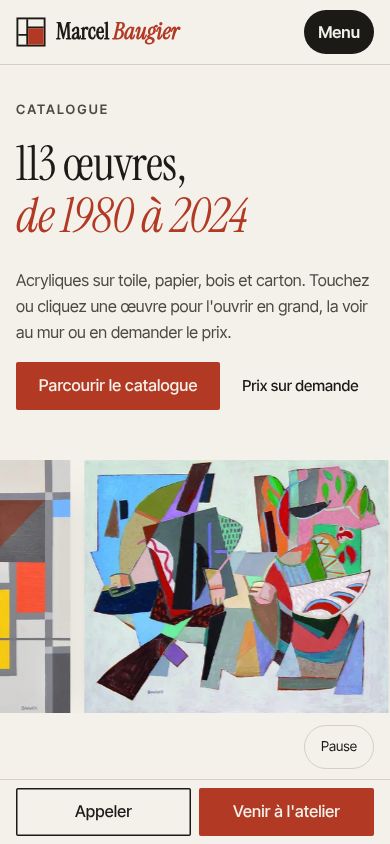 Marcel Baugier
Menu
CATALOGUE
113 œuvres,
de 1980 à 2024
Acryliques sur toile, papier, bois et carton. Touchez
ou cliquez une œuvre pour l'ouvrir en grand, la voir
au mur ou en demander le prix.
Parcourir le catalogue
Prix sur demande
Pause
Appeler
Venir à l'atelier